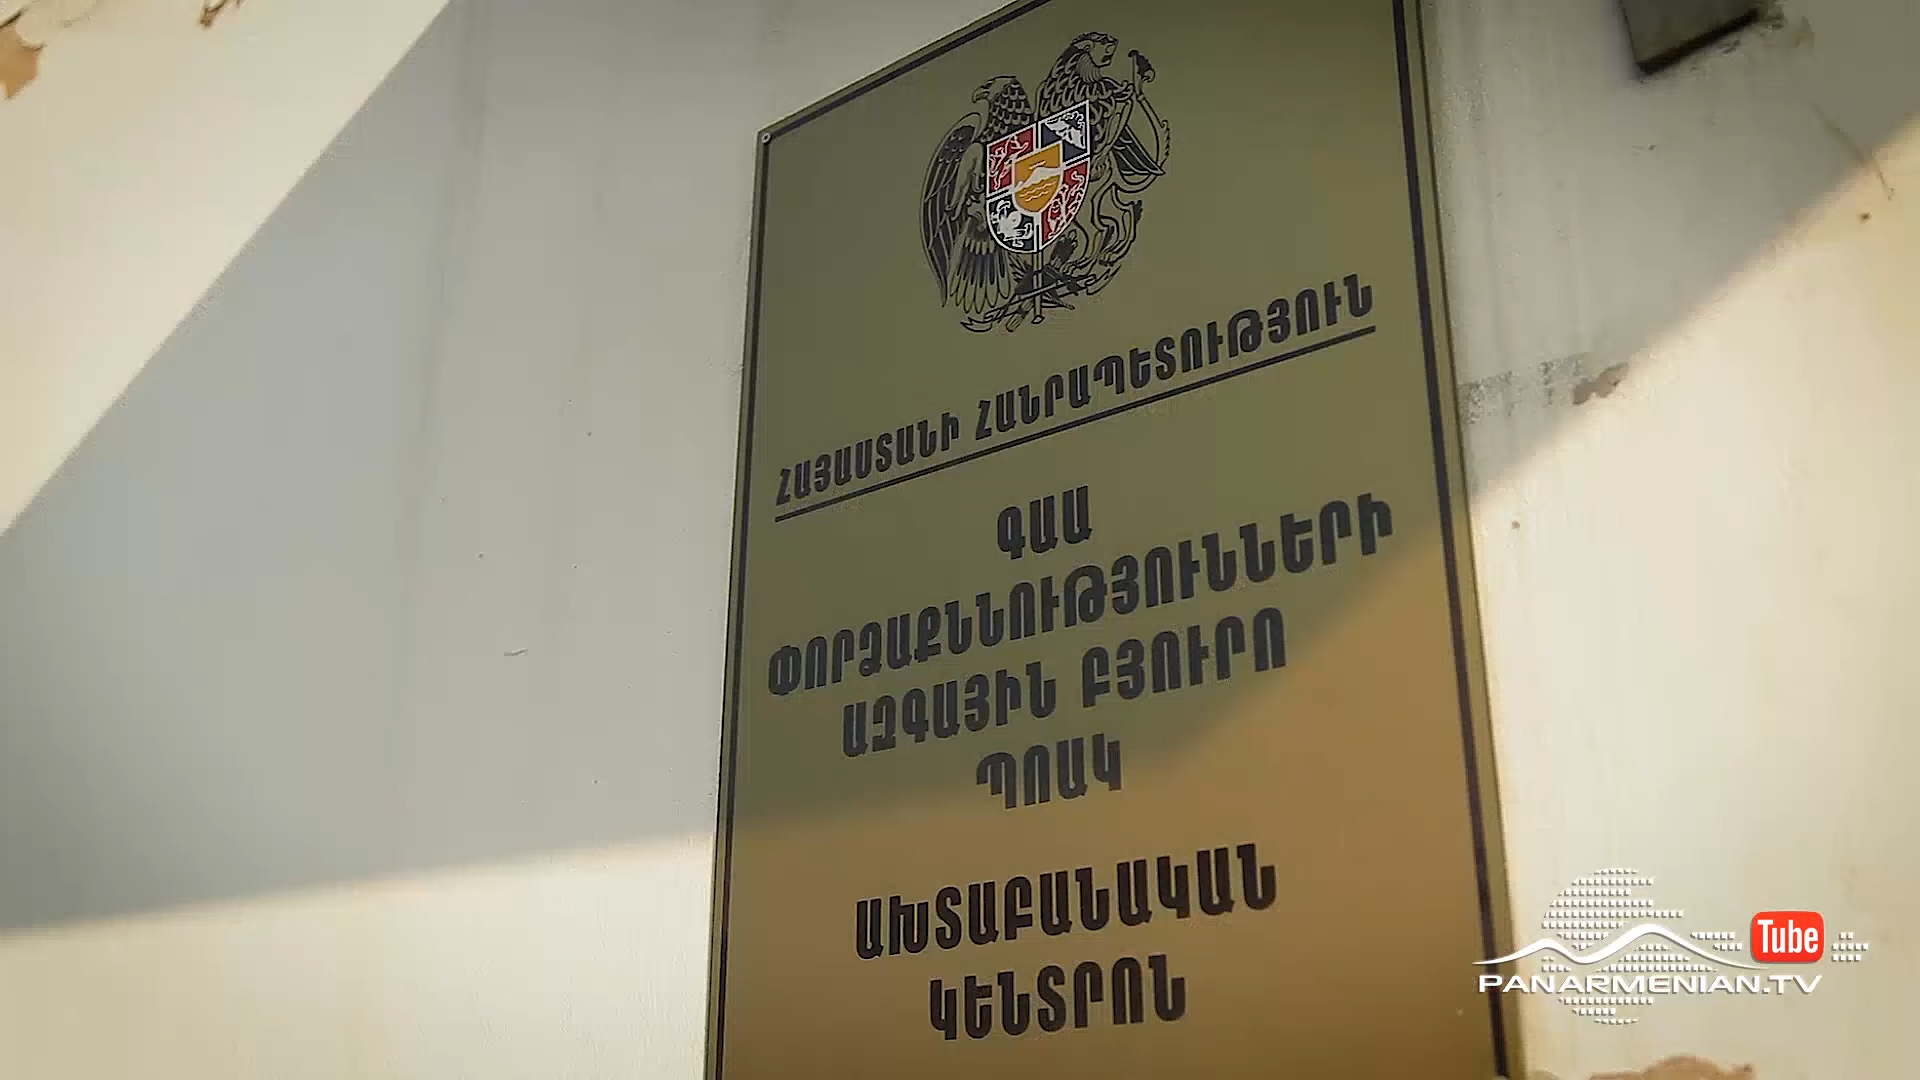 ՀԱՅԱՍՏԱՆԻ ՀԱՆՐԱՊԵՏՈՒԹՅՈՒՆ
ԳԱԱ
ՓՈՐՁԱՔՆՆՈՒԹՅՈՒՆՆԵՐԻ
ԱԶԳԱՅԻՆ ԲՅՈՒՐՈ
ՊՈԱԿ
ԱԽՏԱԲԱՆԱԿԱՆ
ԿԵՆՏՐՈՆ
Tube
PANARMENIAN.TV